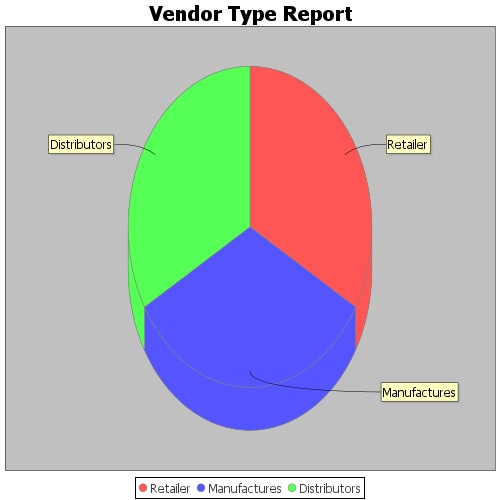 Vendor Type Report
Distributors
Retailer
Manufactures
Retailer Manufactures Distributors